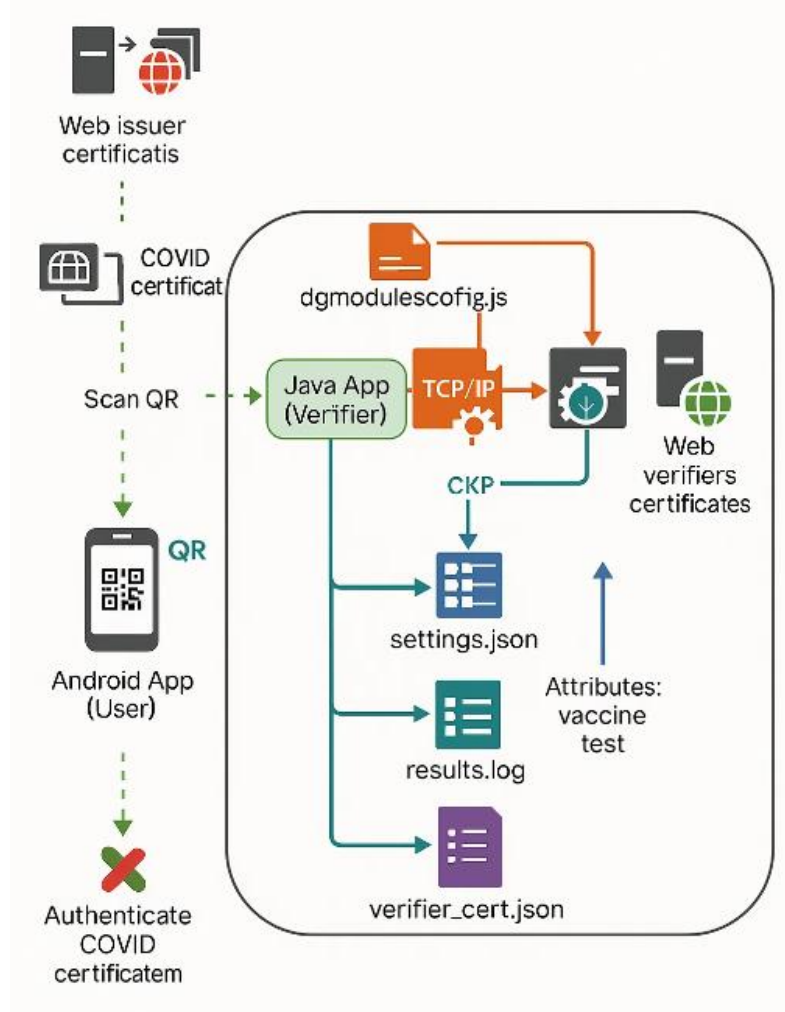 Web issuer
certificatis
COVID
certificat
Scan QR
QR
Android App
(User)
Authenticate
COVID
certificatem
dgmodulescofig.js
Java App
(Verifier)
TCP/IP
CKP
Web
verifiers
certificates
settings.json
Attributes:
vaccine
test
results.log
verifier_cert.json